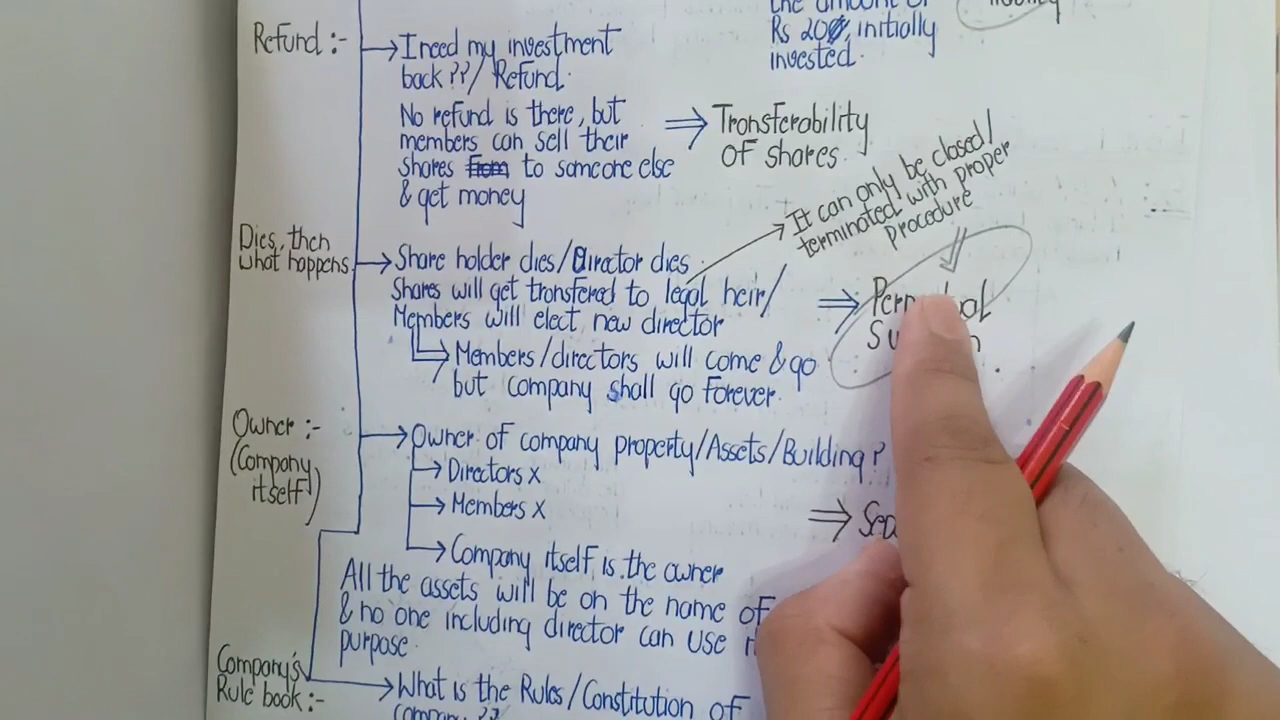 the amount of
Rs 200, initially
invested.
Refund :-
I need my investment
back??/ Refund.
No refund is there, but
members can sell their
shares from to someone else
& get money
Transferability
of shares.
It can only be closed/
terminated with proper
procedure
Dies, then
what happens
Share holder dies/Director dies
Shares will get transfered to legal heir/
Members will elect new director
Members/directors will come & go
but company shall go forever.
Owner :-
(Company
itself)
Owner of company property/Assets/Building?
Directors x
Members x
Company itself is the owner
All the assets will be on the name of
& no one including director can use
purpose.
Company's
Rule book :-
What is the Rules/Constitution of
company??